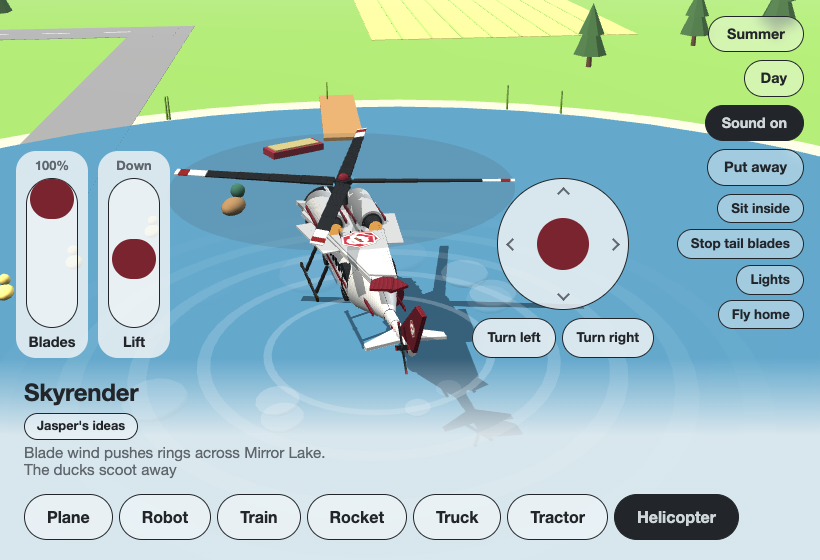 Summer
Day
Sound on
Put away
Sit inside
Stop tail blades
Lights
Fly home
100%
Down
Blades
Lift
Turn left
Turn right
Skyrender
Jasper's ideas
Blade wind pushes rings across Mirror Lake.
The ducks scoot away
Plane
Robot
Train
Rocket
Truck
Tractor
Helicopter